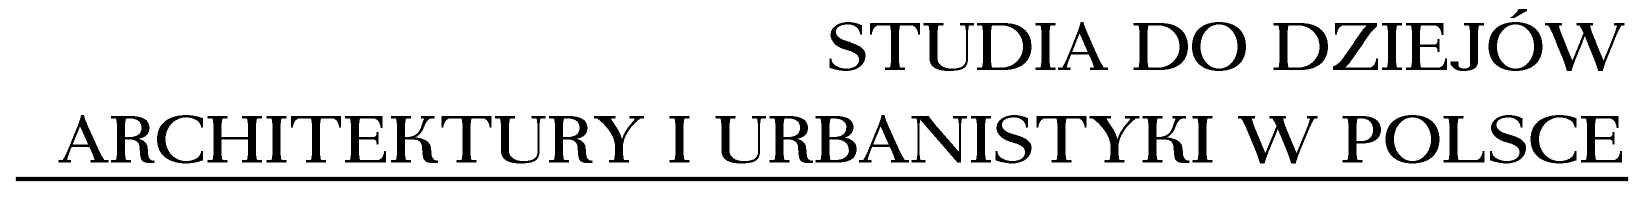 STUDIA DO DZIEJÓW
ARCHITEKTURY I URBANISTYKI W POLSCE